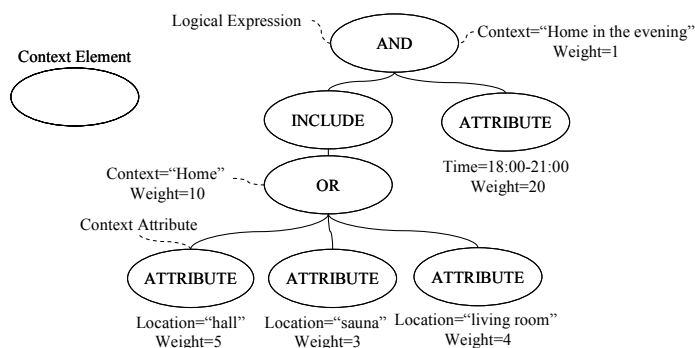 Logical Expression
AND
Context="Home in the evening"
Weight=1
Context Element
INCLUDE
ATTRIBUTE
Time=18:00-21:00
Weight=20
Context="Home"
Weight=10
OR
Context Attribute
ATTRIBUTE
ATTRIBUTE
ATTRIBUTE
Location="hall"
Weight=5
Location="sauna"
Weight=3
Location="living room"
Weight=4